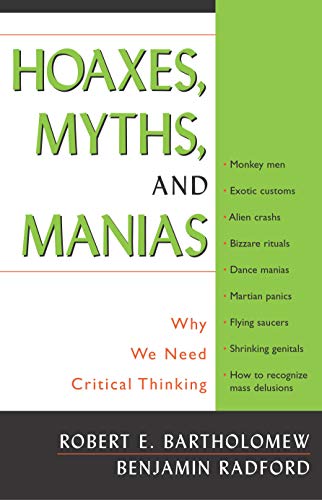 HOAXES,
MYTHS,
AND
MANIAS
Why
We Need
Critical Thinking
• Monkey men
• Exotic customs
• Alien crashs
• Bizzare rituals
• Dance manias
• Martian panics
• Flying saucers
• Shrinking genitals
• How to recognize
mass delusions
ROBERT E. BARTHOLOMEW
BENJAMIN RADFORD